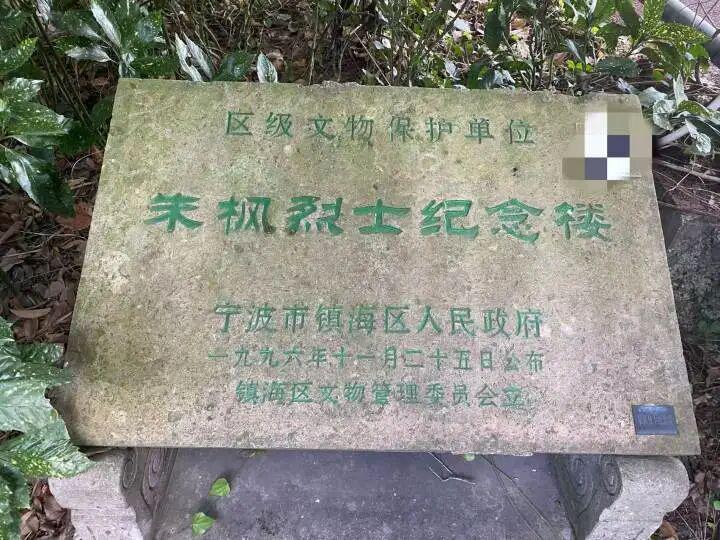 区级文物保护单位
朱枫烈士纪念楼
宁波市镇海区人民政府
一九九六年十一月二十五日公布
镇海区文物管理委员会立